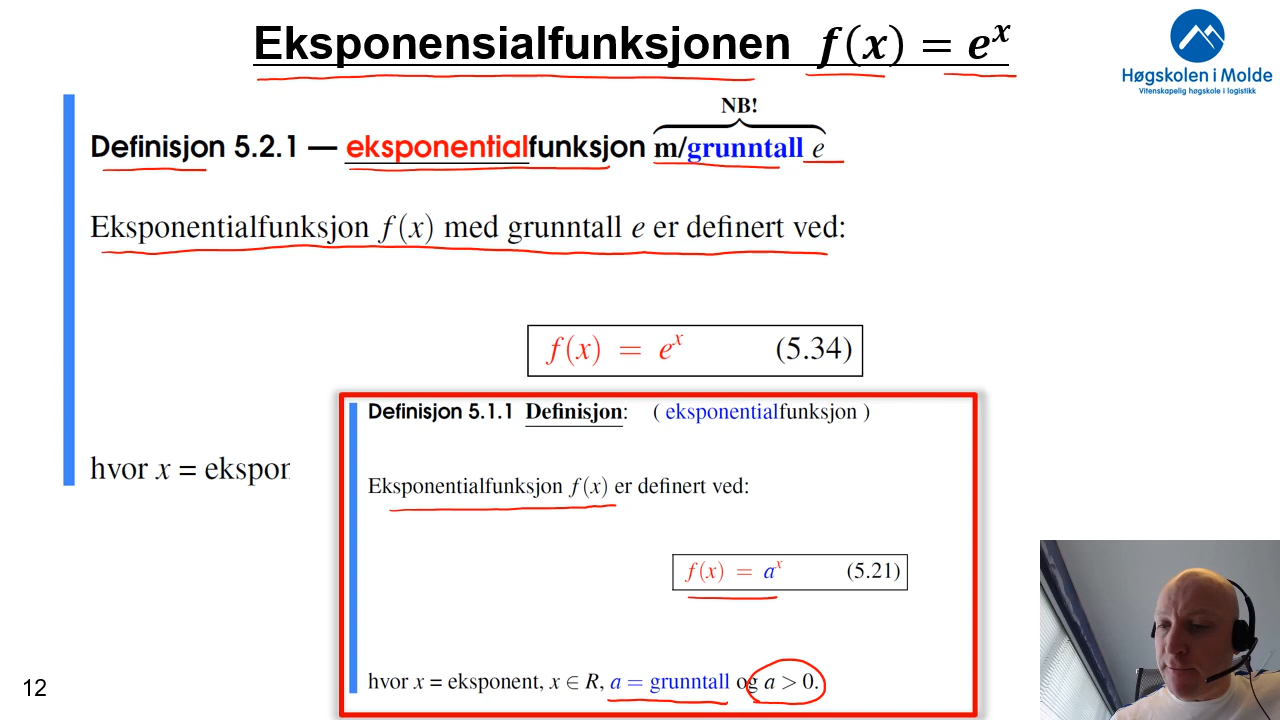 Eksponensialfunksjonen f(x) = e^x
Høgskolen i Molde
Vitenskapelig høgskole i logistikk
NB!
Definisjon 5.2.1 — eksponentialfunksjon m/grunntall e
Eksponentialfunksjon f(x) med grunntall e er definert ved:
f(x) = e^x (5.34)
hvor x = ekspon
Definisjon 5.1.1 Definisjon: ( eksponentialfunksjon )
Eksponentialfunksjon f(x) er definert ved:
f(x) = a^x (5.21)
hvor x = eksponent, x ∈ R, a = grunntall og a > 0.
12